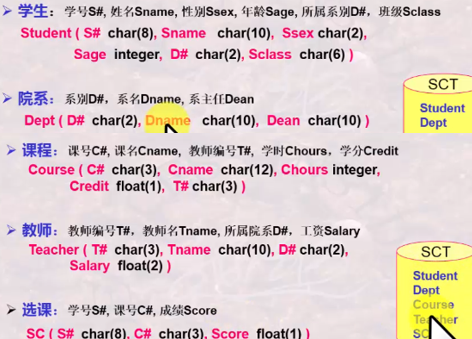 ➢ 学生：学号S#, 姓名Sname, 性别Ssex, 年龄Sage, 所属系别D#，班级Sclass
Student ( S# char(8), Sname char(10), Ssex char(2),
Sage integer, D# char(2), Sclass char(6) )
SCT
Student
Dept
➢ 院系：系别D#，系名Dname, 系主任Dean
Dept ( D# char(2), Dname char(10), Dean char(10) )
➢ 课程：课号C#, 课名Cname, 教师编号T#, 学时Chours，学分Credit
Course ( C# char(3), Cname char(12), Chours integer,
Credit float(1), T# char(3) )
➢ 教师：教师编号T#，教师名Tname, 所属院系D#，工资Salary
Teacher ( T# char(3), Tname char(10), D# char(2),
Salary float(2) )
SCT
Student
Dept
Course
Teacher
SC
➢ 选课：学号S#, 课号C#, 成绩Score
SC ( S# char(8), C# char(3), Score float(1) )